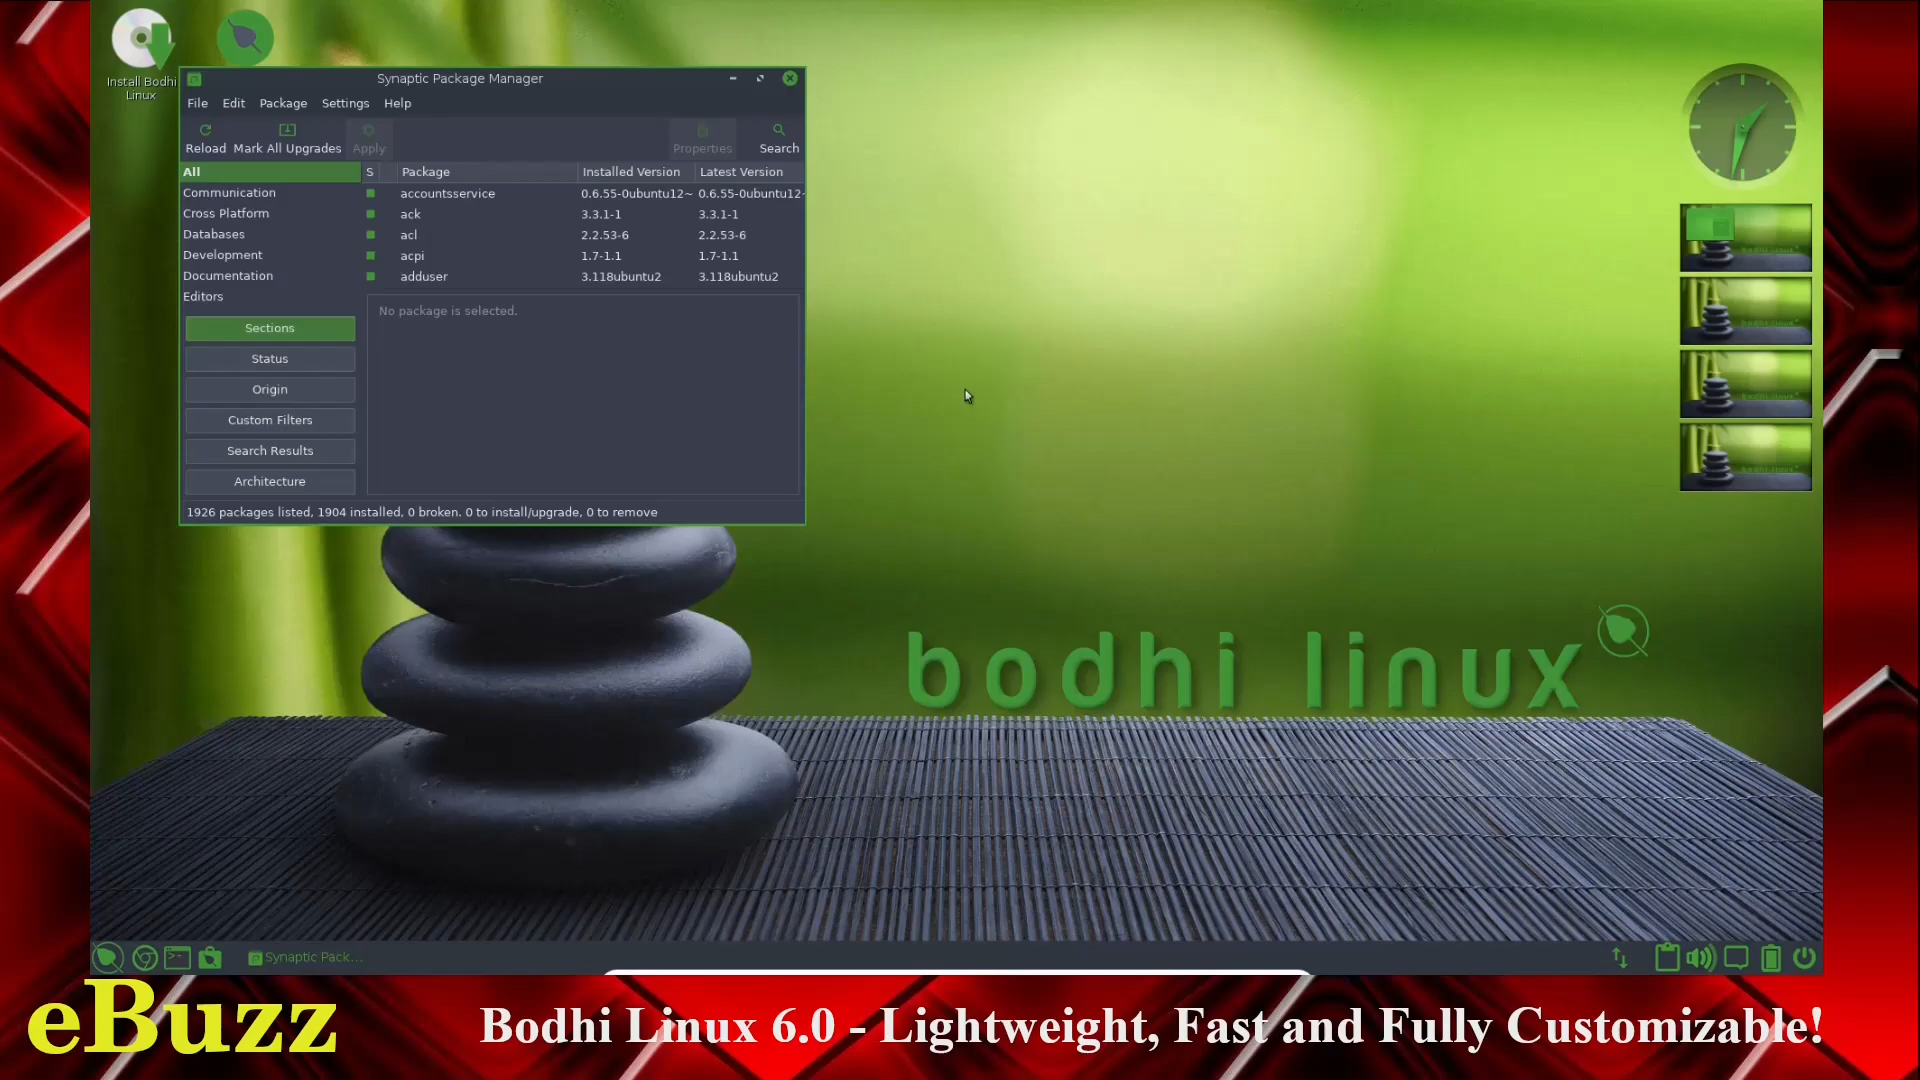 Install Bodhi
Linux
Synaptic Package Manager
File Edit Package Settings Help
Reload Mark All Upgrades Apply Properties Search
All S Package Installed Version Latest Version
Communication accountsservice 0.6.55-0ubuntu12~ 0.6.55-0ubuntu12~
Cross Platform ack 3.3.1-1 3.3.1-1
Databases acl 2.2.53-6 2.2.53-6
Development acpi 1.7-1.1 1.7-1.1
Documentation adduser 3.118ubuntu2 3.118ubuntu2
Editors
No package is selected.
Sections
Status
Origin
Custom Filters
Search Results
Architecture
1926 packages listed, 1904 installed, 0 broken. 0 to install/upgrade, 0 to remove
bodhi linux
Synaptic Pack...
eBuzz
Bodhi Linux 6.0 - Lightweight, Fast and Fully Customizable!